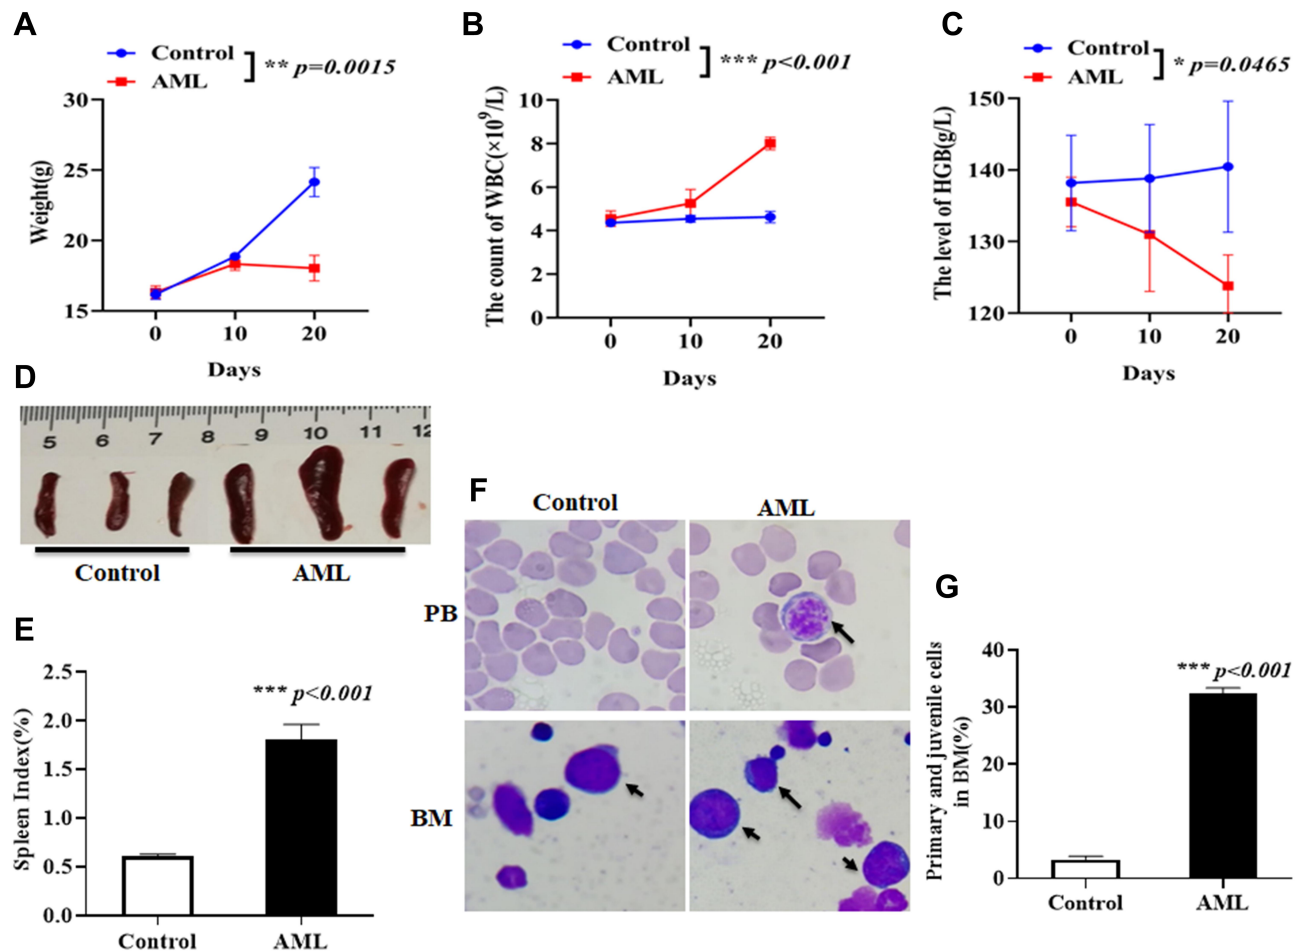 A
Control
AML
** p=0.0015
30
25
20
15
Weight(g)
0 10 20
Days
B
Control
AML
*** p<0.001
10
8
6
4
2
0
The count of WBC(×10⁹/L)
0 10 20
Days
C
Control
AML
* p=0.0465
150
140
130
120
The level of HGB(g/L)
0 10 20
Days
D
5 6 7 8 9 10 11 12
Control AML
E
2.5
2.0
1.5
1.0
0.5
0.0
Spleen Index(%)
*** p<0.001
Control AML
F
Control AML
PB
BM
G
40
30
20
10
0
Primary and juvenile cells
in BM(%)
*** p<0.001
Control AML